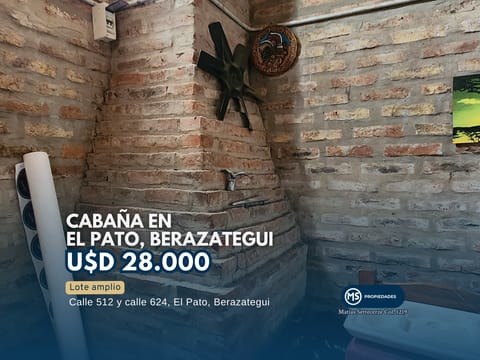 CABAÑA EN
EL PATO, BERAZATEGUI
U$D 28.000
Lote amplio
Calle 512 y calle 624, El Pato, Berazategui
MS PROPIEDADES